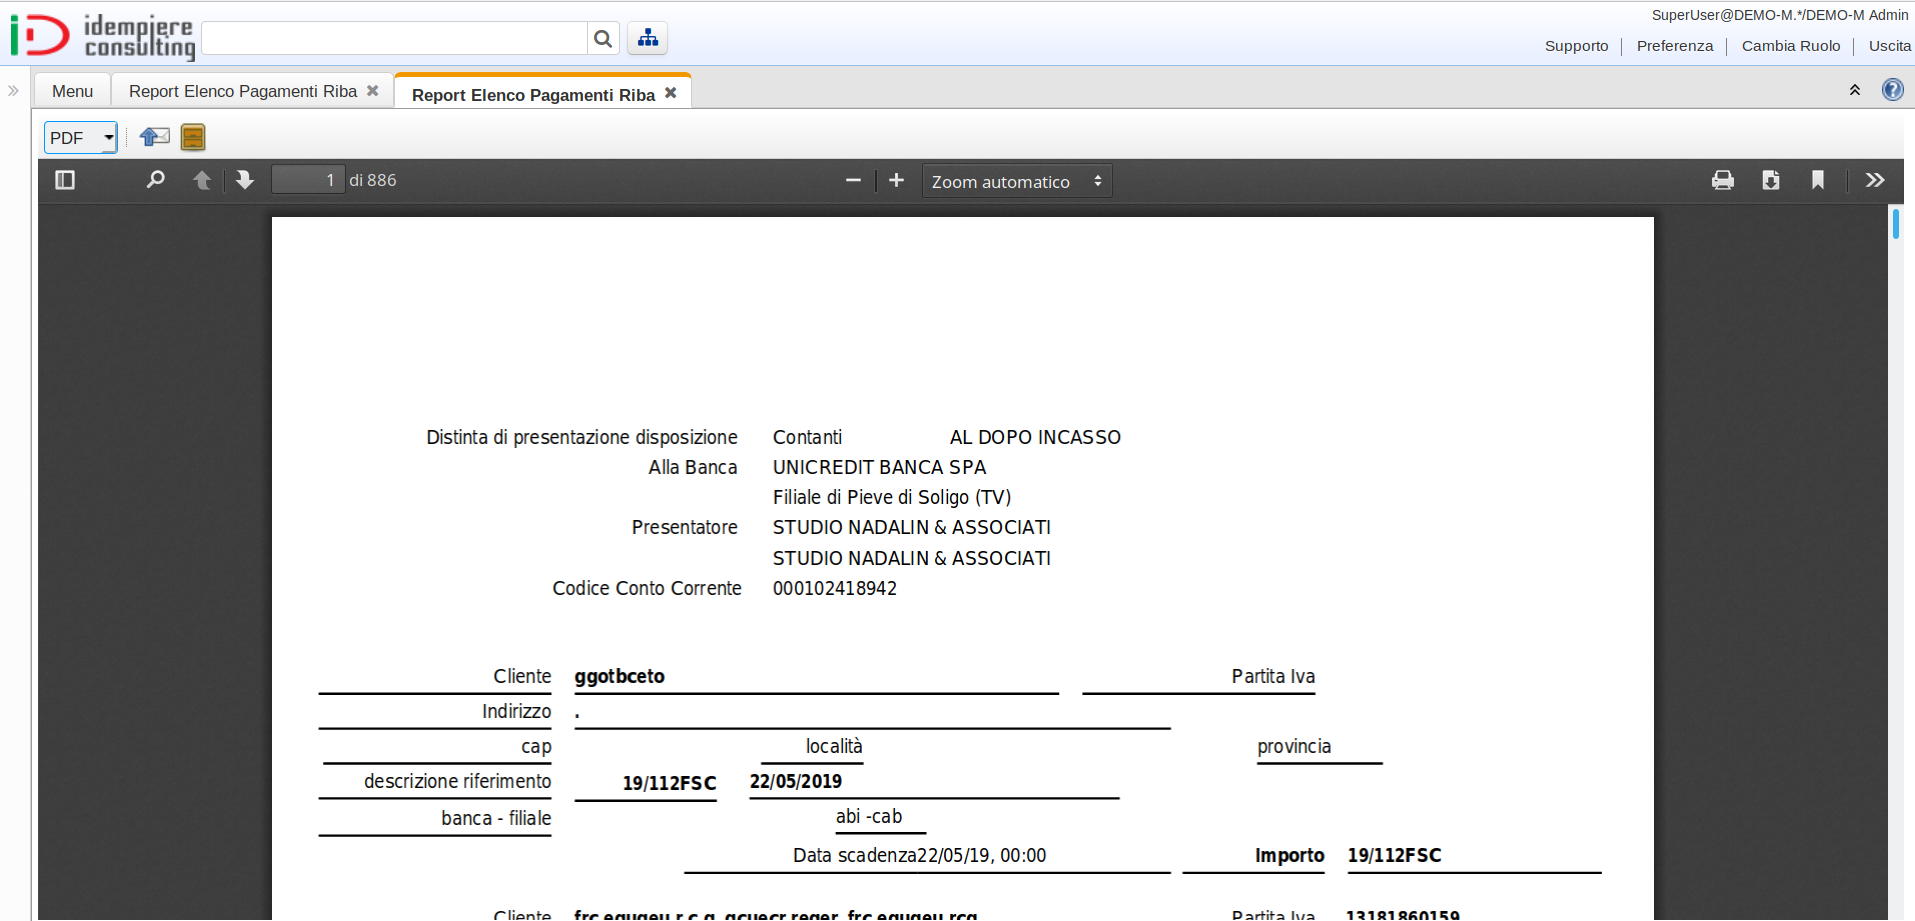 SuperUser@DEMO-M.*/DEMO-M Admin
idempiere
consulting
Supporto Preferenza Cambia Ruolo Uscita
Menu Report Elenco Pagamenti Riba Report Elenco Pagamenti Riba
PDF
1 di 886 Zoom automatico
Distinta di presentazione disposizione Contanti AL DOPO INCASSO
Alla Banca UNICREDIT BANCA SPA
Filiale di Pieve di Soligo (TV)
Presentatore STUDIO NADALIN & ASSOCIATI
STUDIO NADALIN & ASSOCIATI
Codice Conto Corrente 000102418942
Cliente ggotbceto Partita Iva
Indirizzo .
cap località provincia
descrizione riferimento 19/112FSC 22/05/2019
banca - filiale abi -cab
Data scadenza22/05/19, 00:00 Importo 19/112FSC
Cliente Partita Iva 13181860159